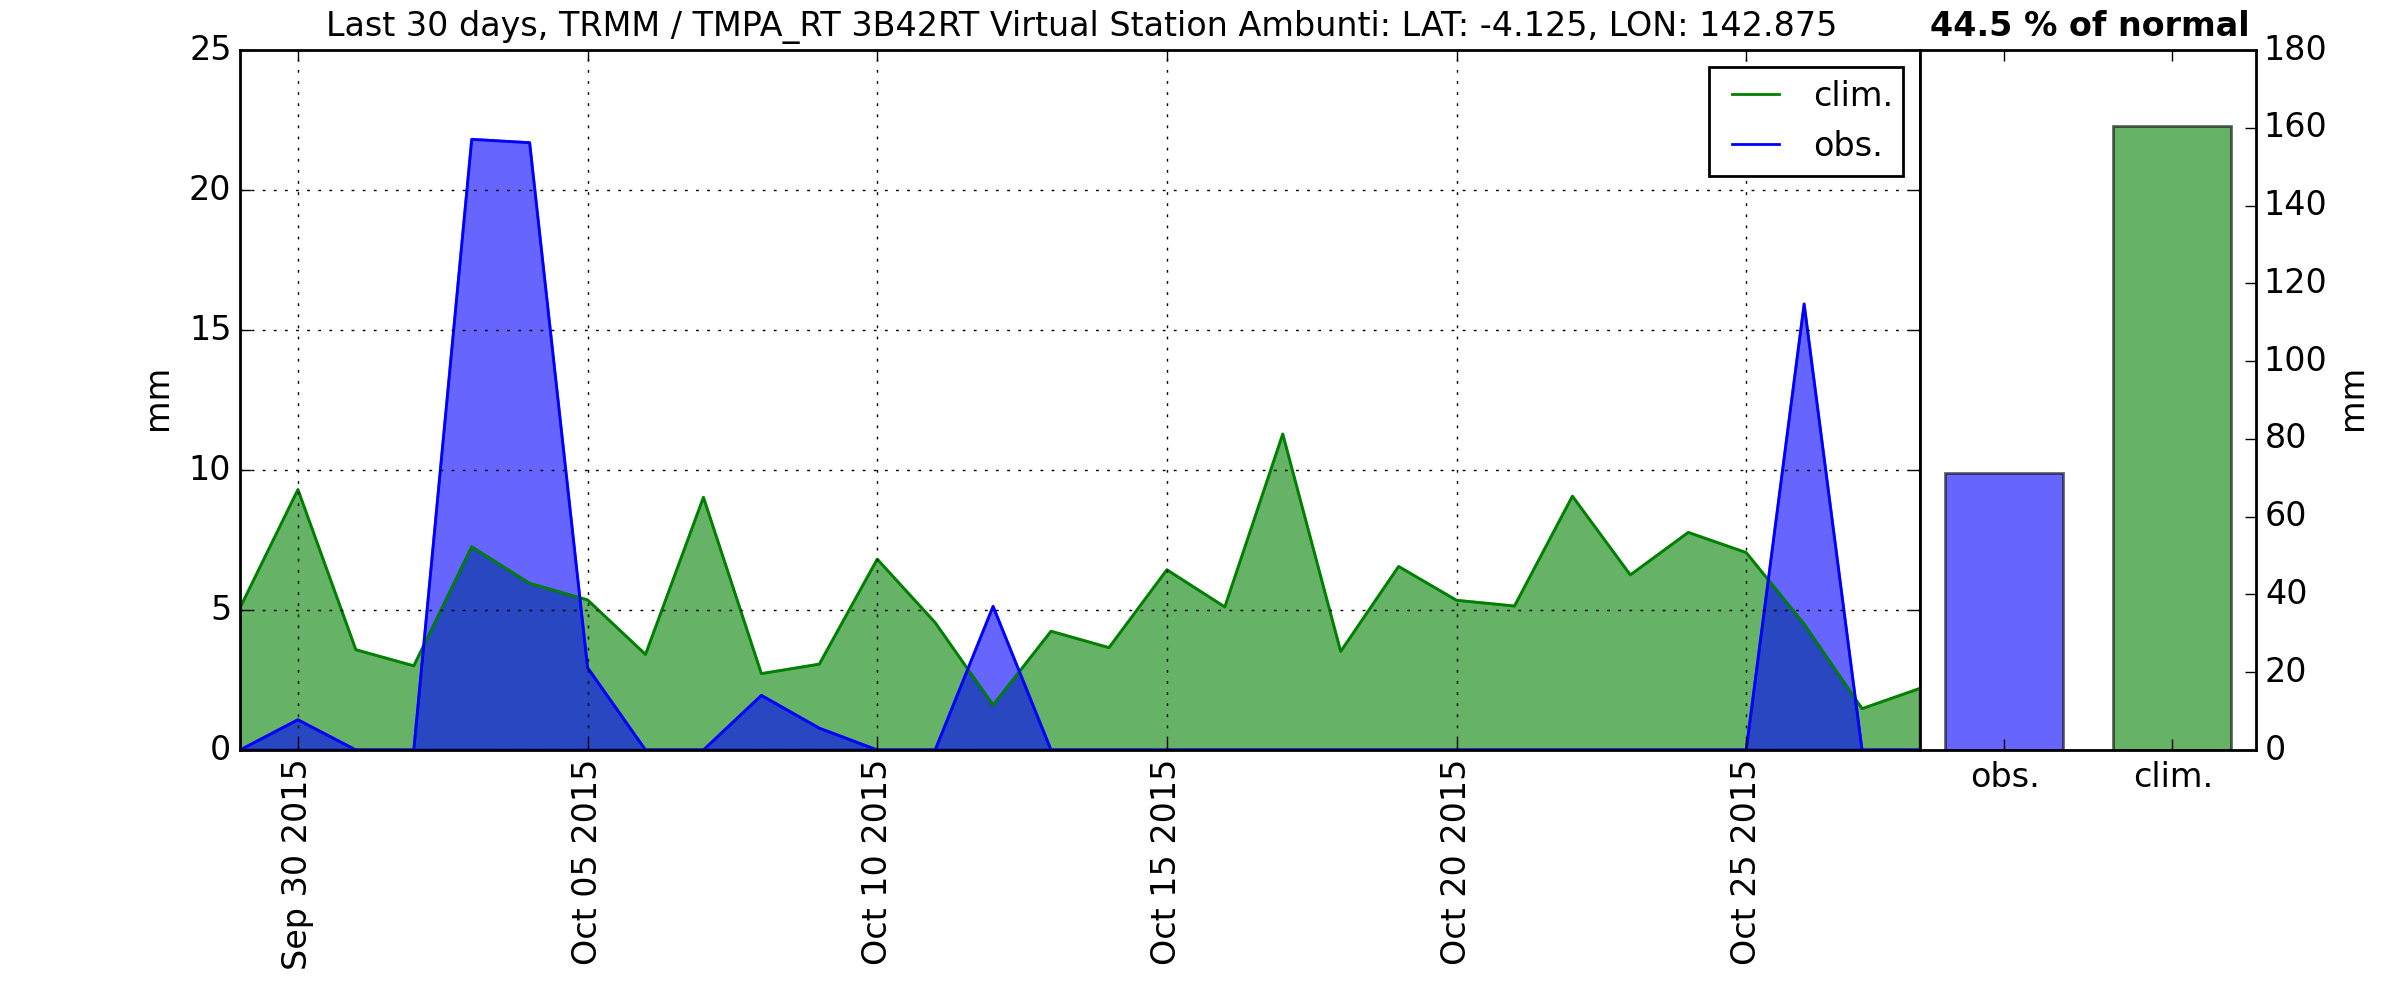 Last 30 days, TRMM / TMPA_RT 3B42RT Virtual Station Ambunti: LAT: -4.125, LON: 142.875
44.5 % of normal
25
20
15
10
5
0
mm
clim.
obs.
Sep 30 2015
Oct 05 2015
Oct 10 2015
Oct 15 2015
Oct 20 2015
Oct 25 2015
180
160
140
120
100
80
60
40
20
0
mm
obs.
clim.